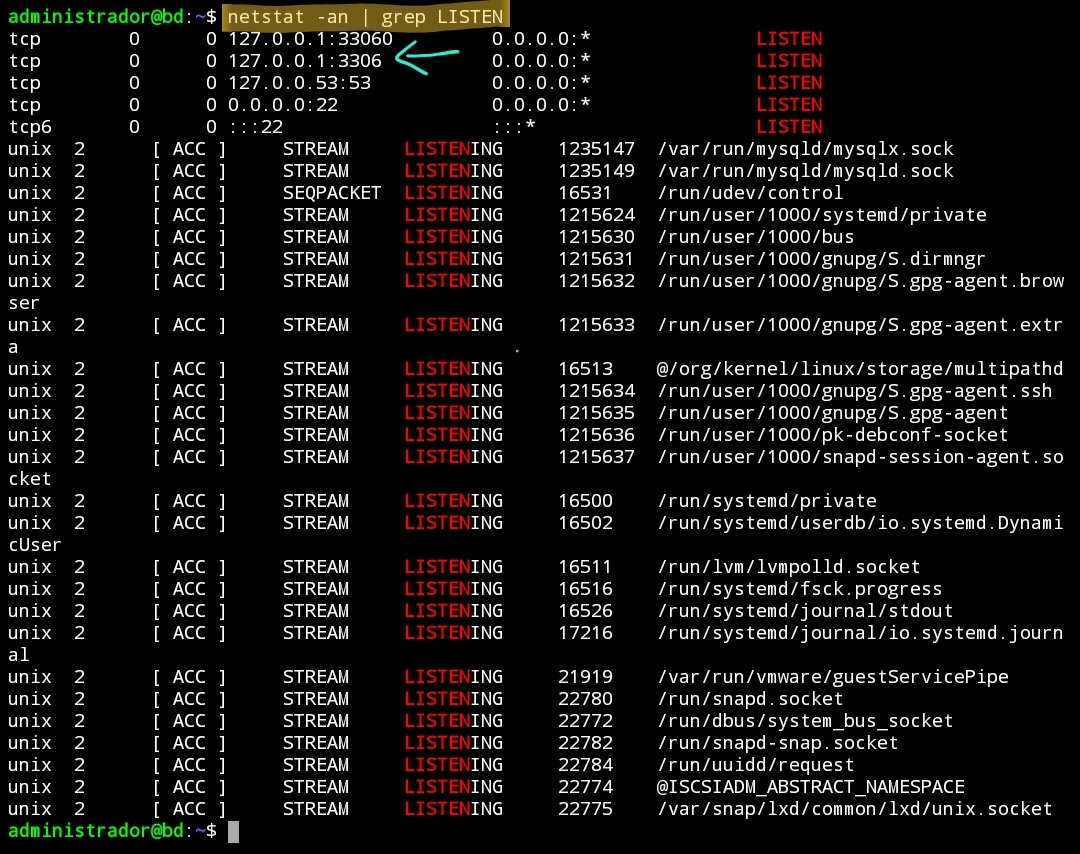 administrador@bd:~$ netstat -an | grep LISTEN
tcp 0 0 127.0.0.1:33060 0.0.0.0:* LISTEN
tcp 0 0 127.0.0.1:3306 0.0.0.0:* LISTEN
tcp 0 0 127.0.0.53:53 0.0.0.0:* LISTEN
tcp 0 0 0.0.0.0:22 0.0.0.0:* LISTEN
tcp6 0 0 :::22 :::* LISTEN
unix 2 [ ACC ] STREAM LISTENING 1235147 /var/run/mysqld/mysqlx.sock
unix 2 [ ACC ] STREAM LISTENING 1235149 /var/run/mysqld/mysqld.sock
unix 2 [ ACC ] SEQPACKET LISTENING 16531 /run/udev/control
unix 2 [ ACC ] STREAM LISTENING 1215624 /run/user/1000/systemd/private
unix 2 [ ACC ] STREAM LISTENING 1215630 /run/user/1000/bus
unix 2 [ ACC ] STREAM LISTENING 1215631 /run/user/1000/gnupg/S.dirmngr
unix 2 [ ACC ] STREAM LISTENING 1215632 /run/user/1000/gnupg/S.gpg-agent.brow
ser
unix 2 [ ACC ] STREAM LISTENING 1215633 /run/user/1000/gnupg/S.gpg-agent.extr
a
unix 2 [ ACC ] STREAM LISTENING 16513 @/org/kernel/linux/storage/multipathd
unix 2 [ ACC ] STREAM LISTENING 1215634 /run/user/1000/gnupg/S.gpg-agent.ssh
unix 2 [ ACC ] STREAM LISTENING 1215635 /run/user/1000/gnupg/S.gpg-agent
unix 2 [ ACC ] STREAM LISTENING 1215636 /run/user/1000/pk-debconf-socket
unix 2 [ ACC ] STREAM LISTENING 1215637 /run/user/1000/snapd-session-agent.so
cket
unix 2 [ ACC ] STREAM LISTENING 16500 /run/systemd/private
unix 2 [ ACC ] STREAM LISTENING 16502 /run/systemd/userdb/io.systemd.Dynami
cUser
unix 2 [ ACC ] STREAM LISTENING 16511 /run/lvm/lvmpolld.socket
unix 2 [ ACC ] STREAM LISTENING 16516 /run/systemd/fsck.progress
unix 2 [ ACC ] STREAM LISTENING 16526 /run/systemd/journal/stdout
unix 2 [ ACC ] STREAM LISTENING 17216 /run/systemd/journal/io.systemd.journ
al
unix 2 [ ACC ] STREAM LISTENING 21919 /var/run/vmware/guestServicePipe
unix 2 [ ACC ] STREAM LISTENING 22780 /run/snapd.socket
unix 2 [ ACC ] STREAM LISTENING 22772 /run/dbus/system_bus_socket
unix 2 [ ACC ] STREAM LISTENING 22782 /run/snapd-snap.socket
unix 2 [ ACC ] STREAM LISTENING 22784 /run/uuidd/request
unix 2 [ ACC ] STREAM LISTENING 22774 @ISCSIADM_ABSTRACT_NAMESPACE
unix 2 [ ACC ] STREAM LISTENING 22775 /var/snap/lxd/common/lxd/unix.socket
administrador@bd:~$